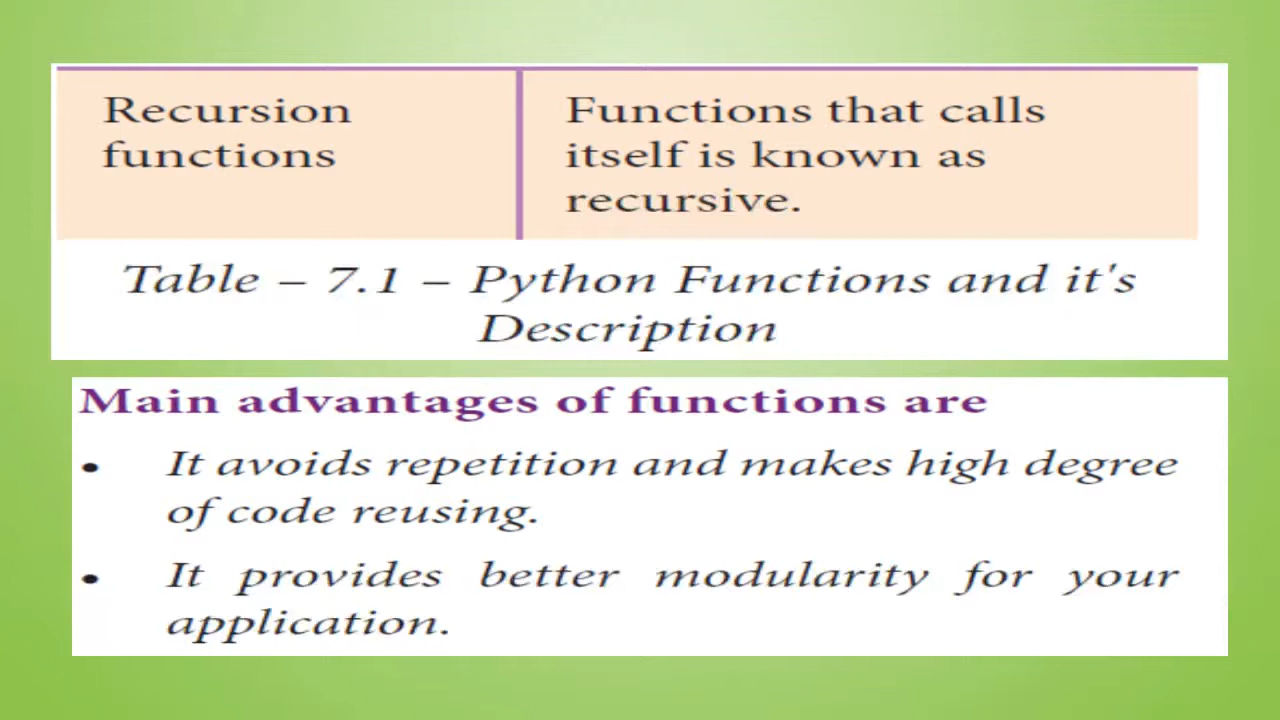 Recursion
functions
Functions that calls
itself is known as
recursive.
Table – 7.1 – Python Functions and it's
Description
Main advantages of functions are
• It avoids repetition and makes high degree
of code reusing.
• It provides better modularity for your
application.